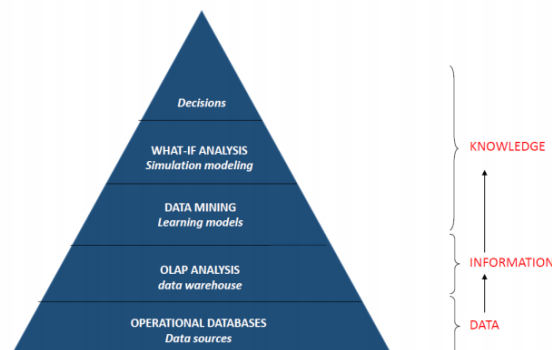 Decisions
WHAT-IF ANALYSIS
Simulation modeling
KNOWLEDGE
DATA MINING
Learning models
OLAP ANALYSIS
data warehouse
INFORMATION
OPERATIONAL DATABASES
Data sources
DATA